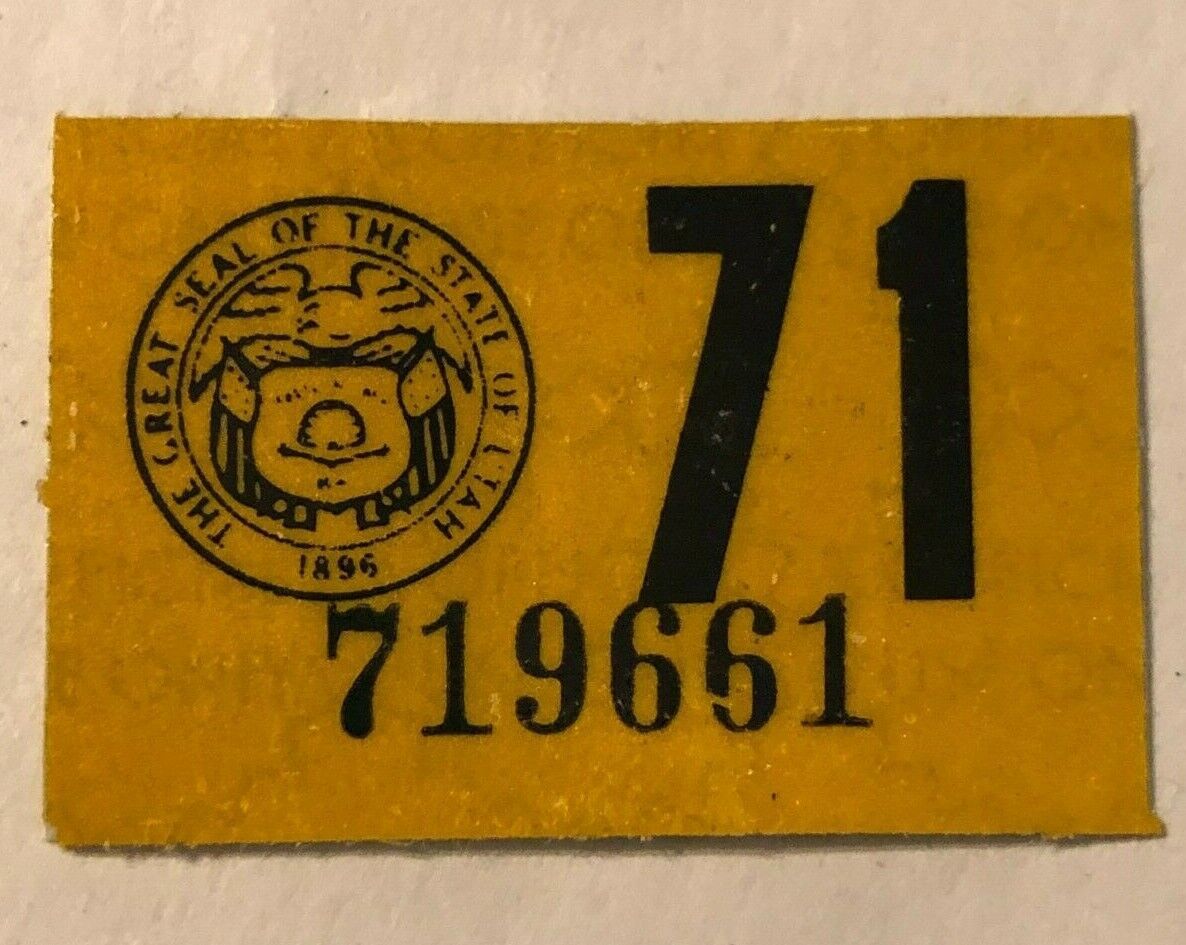 THE GREAT SEAL OF THE STATE OF UTAH
1896
71
719661